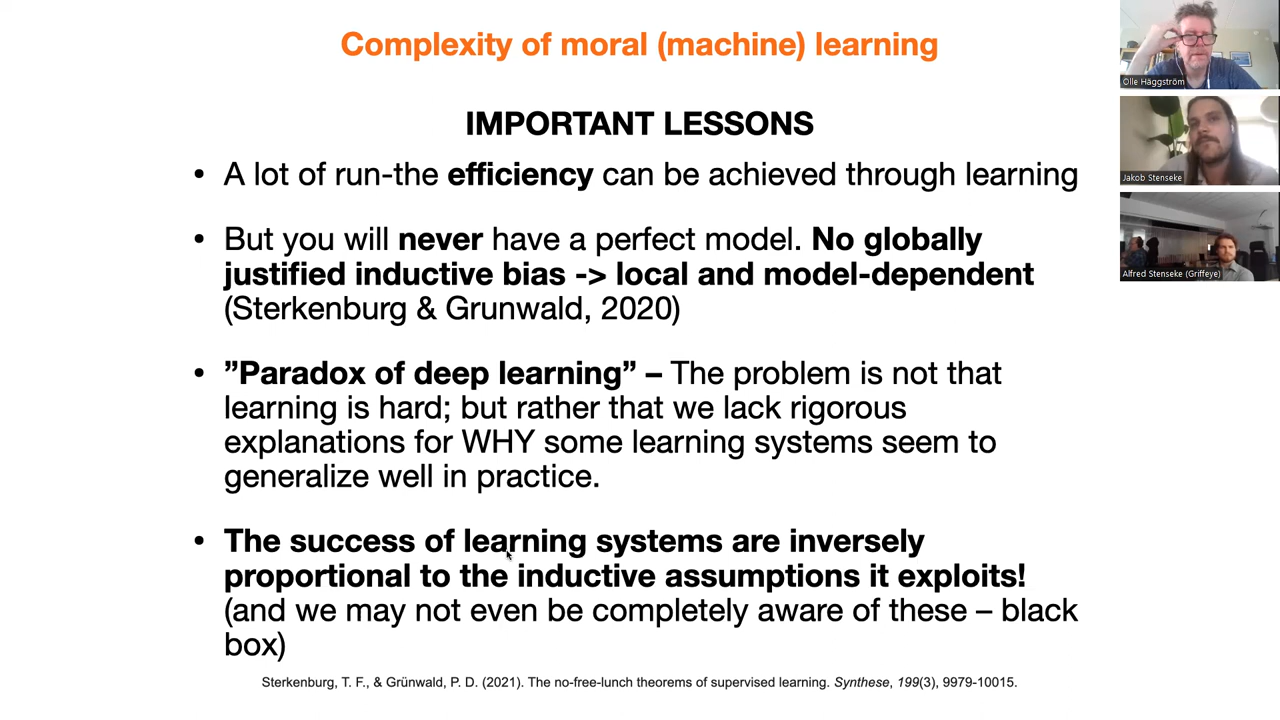 Complexity of moral (machine) learning
IMPORTANT LESSONS
• A lot of run-the efficiency can be achieved through learning
• But you will never have a perfect model. No globally
justified inductive bias -> local and model-dependent
(Sterkenburg & Grunwald, 2020)
• ”Paradox of deep learning” – The problem is not that
learning is hard; but rather that we lack rigorous
explanations for WHY some learning systems seem to
generalize well in practice.
• The success of learning systems are inversely
proportional to the inductive assumptions it exploits!
(and we may not even be completely aware of these – black
box)
Sterkenburg, T. F., & Grünwald, P. D. (2021). The no-free-lunch theorems of supervised learning. Synthese, 199(3), 9979-10015.
Olle Häggström
Jakob Stenseke
Alfred Stenseke (Griffeye)